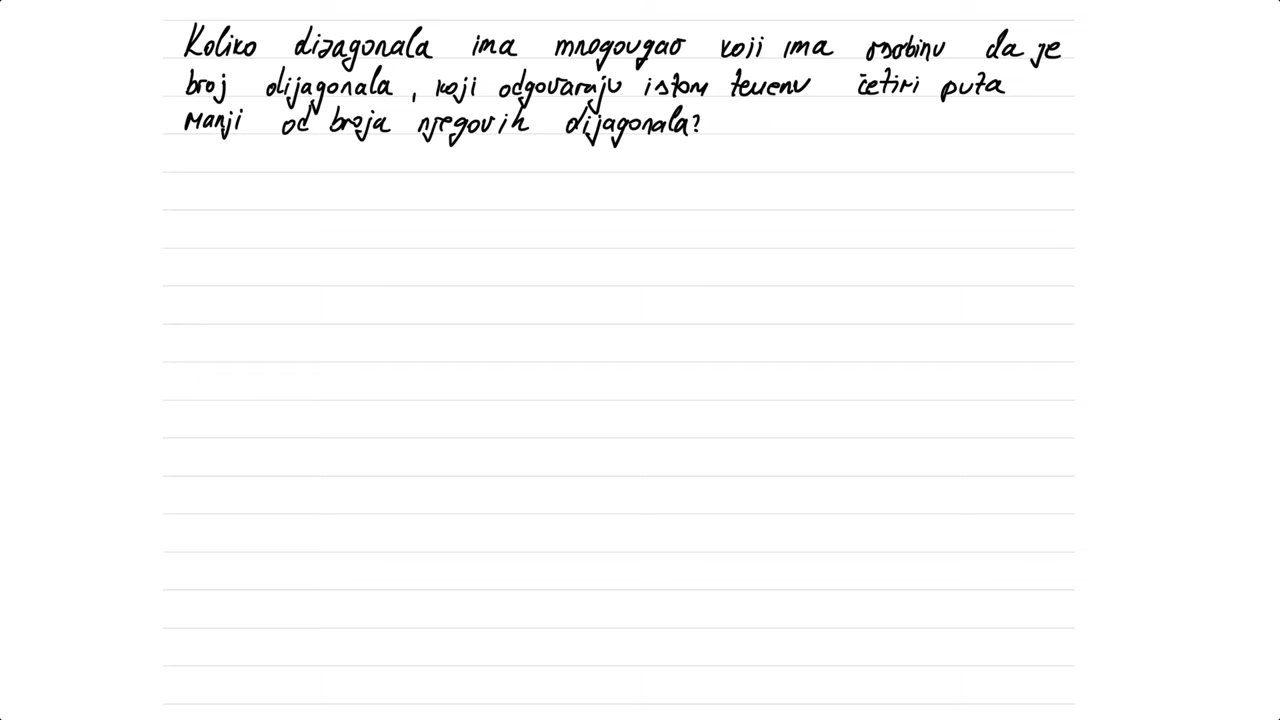 Koliko dijagonala ima mnogougao koji ima osobinu da je
broj dijagonala, koji odgovaraju istom temenu četiri puta
manji od broja njegovih dijagonala?